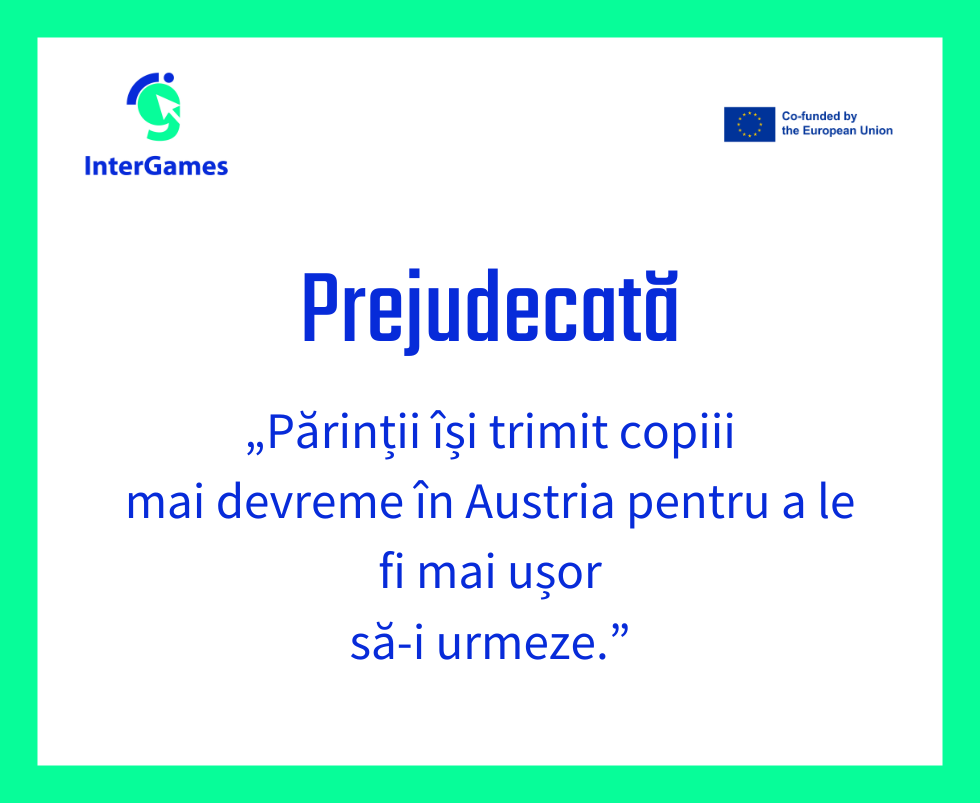 InterGames
Co-funded by
the European Union
Prejudecată
„Părinții își trimit copiii
mai devreme în Austria pentru a le
fi mai ușor
să-i urmeze.”